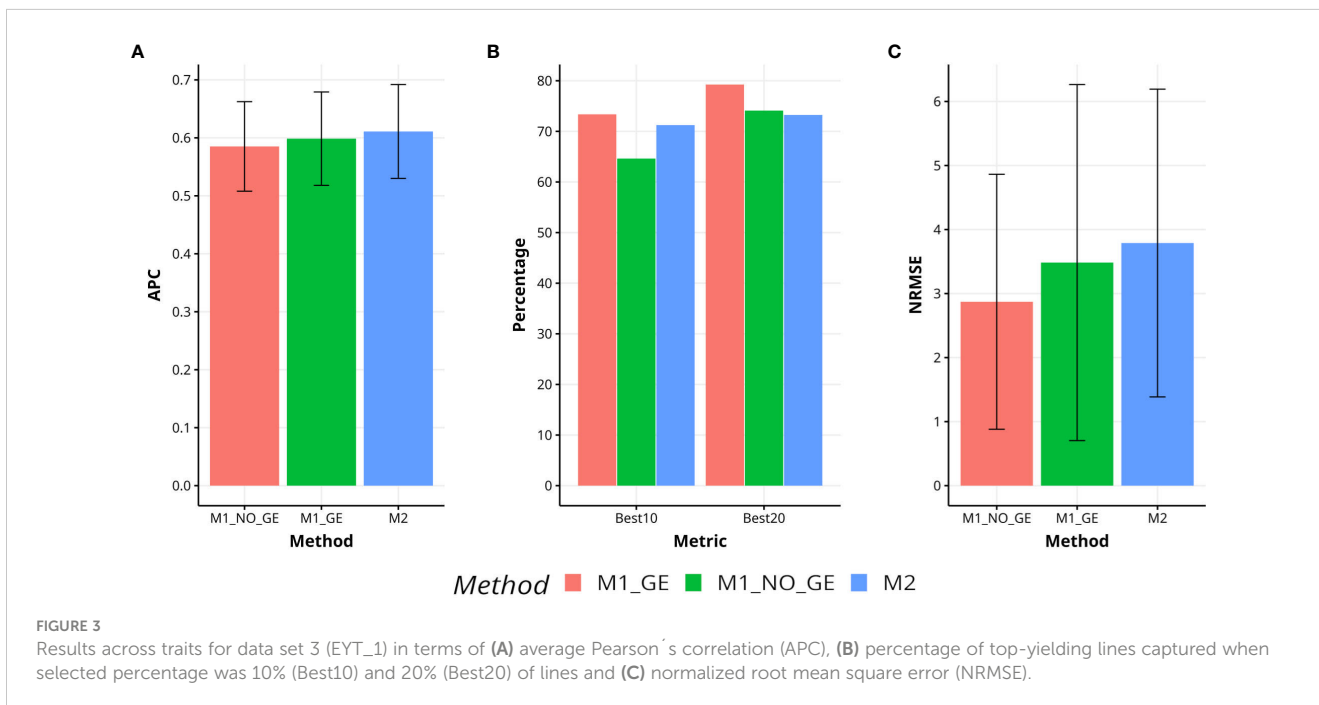 A
0.7
0.6
0.5
0.4
0.3
0.2
0.1
0.0
APC
M1_NO_GE M1_GE M2
Method
B
80
70
60
50
40
30
20
10
0
Percentage
Best10 Best20
Metric
C
6
5
4
3
2
1
0
NRMSE
M1_NO_GE M1_GE M2
Method
Method M1_GE M1_NO_GE M2
FIGURE 3
Results across traits for data set 3 (EYT_1) in terms of (A) average Pearson´s correlation (APC), (B) percentage of top-yielding lines captured when
selected percentage was 10% (Best10) and 20% (Best20) of lines and (C) normalized root mean square error (NRMSE).